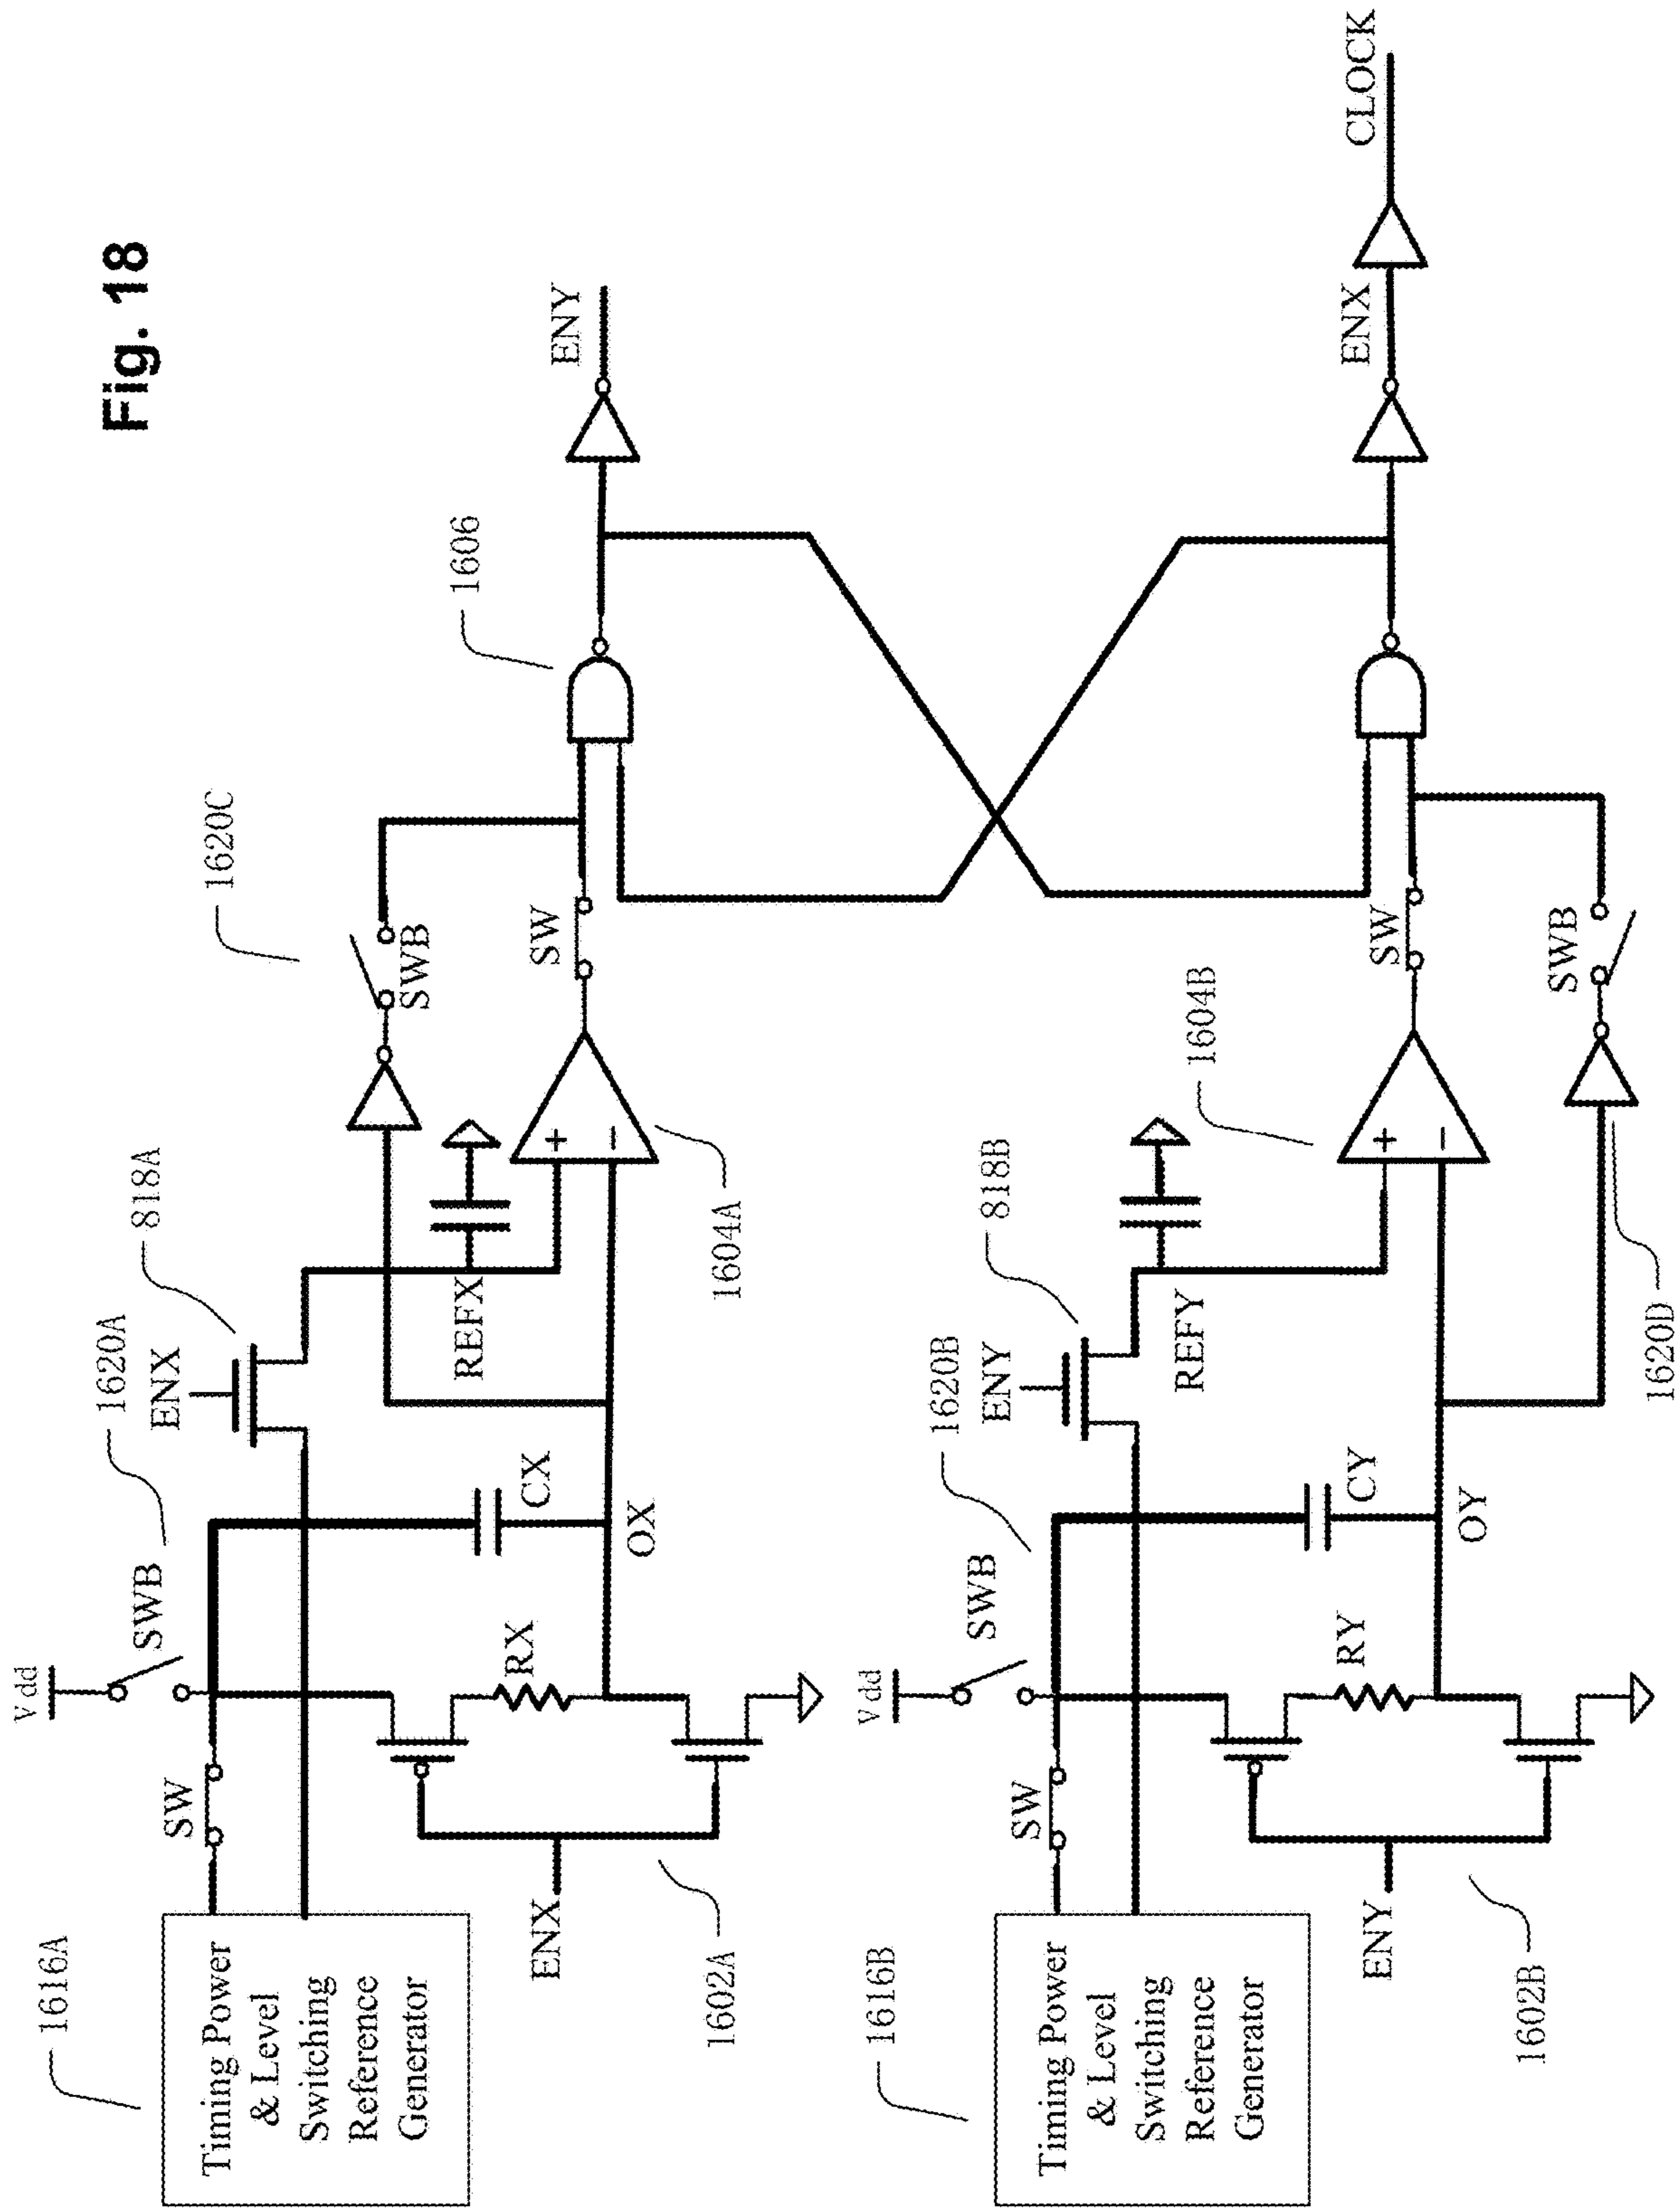 Fig. 18
1616A
Timing Power
& Level
Switching
Reference
Generator
SW
Vdd
SWB
1620A
ENX
818A
RX
CX
OX
REFX
ENX
1602A
1604A
SWB
1620C
SW
1606
ENY
1616B
Timing Power
& Level
Switching
Reference
Generator
SW
Vdd
SWB
1620B
ENY
818B
RY
CY
OY
REFY
ENY
1602B
1604B
SW
SWB
1620D
ENX
CLOCK